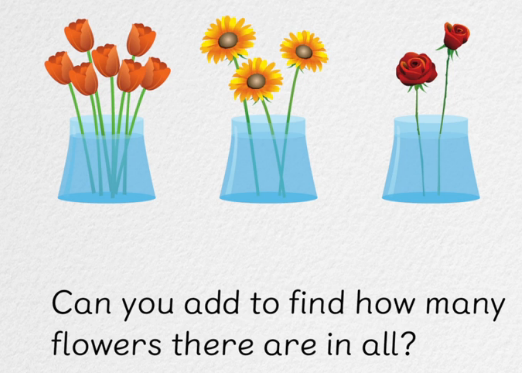 Can you add to find how many
flowers there are in all?